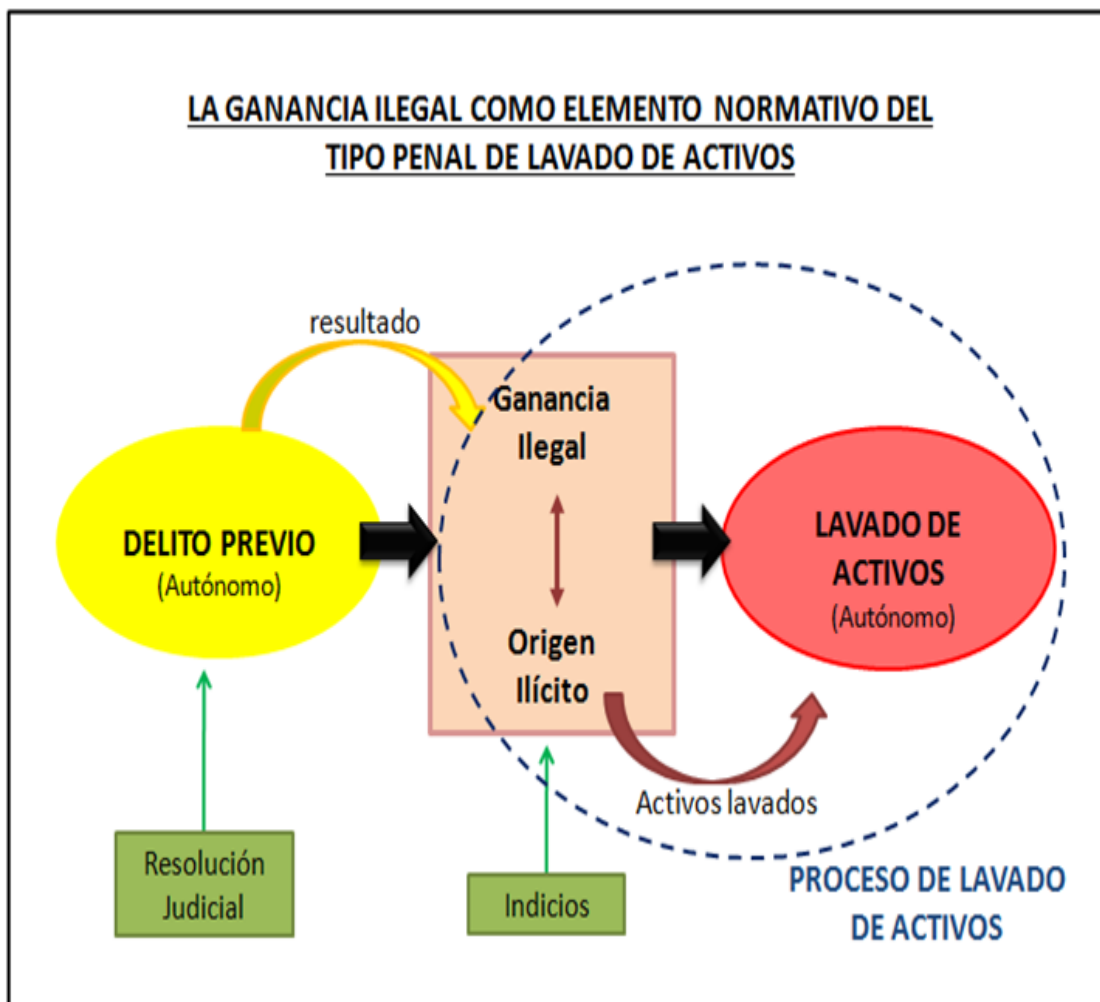 LA GANANCIA ILEGAL COMO ELEMENTO NORMATIVO DEL
TIPO PENAL DE LAVADO DE ACTIVOS
resultado
Ganancia
Ilegal
DELITO PREVIO
(Autónomo)
LAVADO DE
ACTIVOS
(Autónomo)
Origen
Ilícito
Activos lavados
Resolución
Judicial
Indicios
PROCESO DE LAVADO
DE ACTIVOS